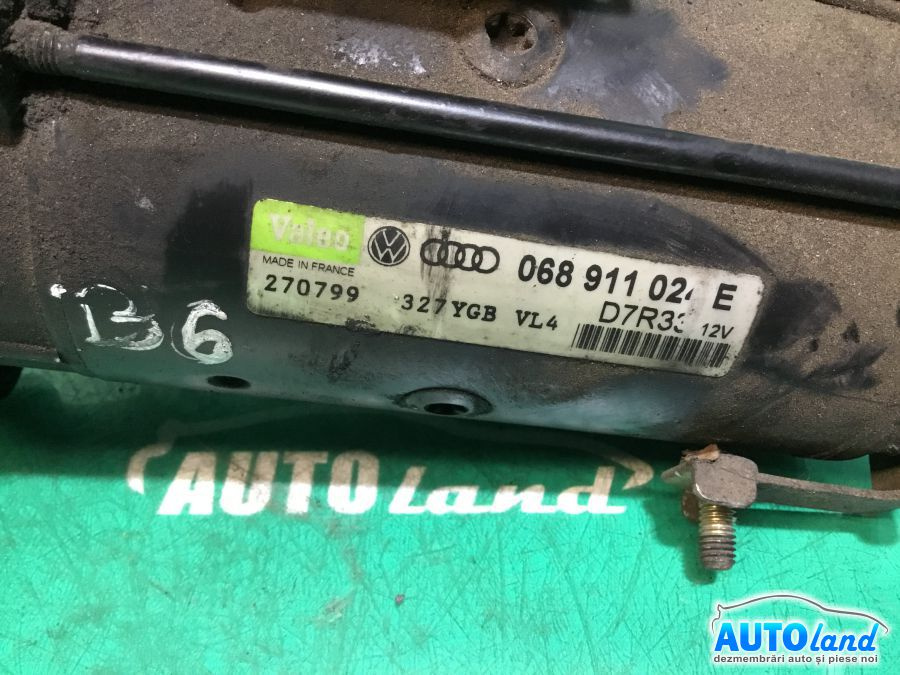 Valeo
MADE IN FRANCE
270799
068 911 024 E
327YGB VL4
D7R33
12V
B6
AUTOland
AUTOland
dezmembrări auto și piese noi